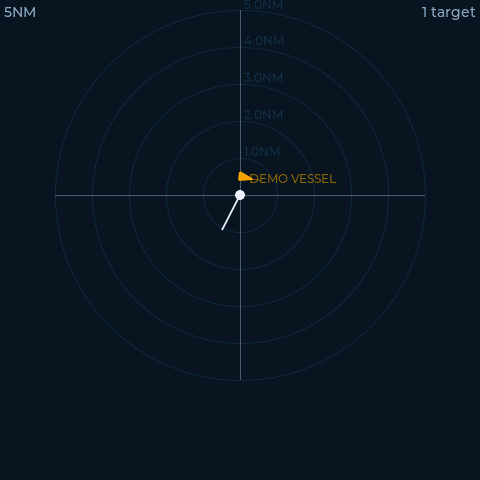 5NM
1 target
5.0NM
4.0NM
3.0NM
2.0NM
1.0NM
DEMO VESSEL